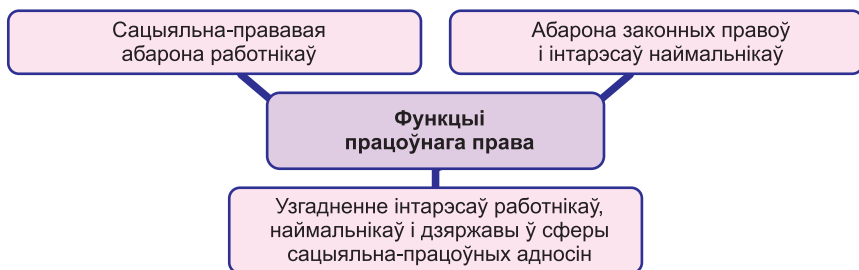 Сацыяльна-прававая
абарона работнікаў
Абарона законных правоў
і інтарэсаў наймальнікаў
Функцыі
працоўнага права
Узгадненне інтарэсаў работнікаў,
наймальнікаў і дзяржавы ў сферы
сацыяльна-працоўных адносін